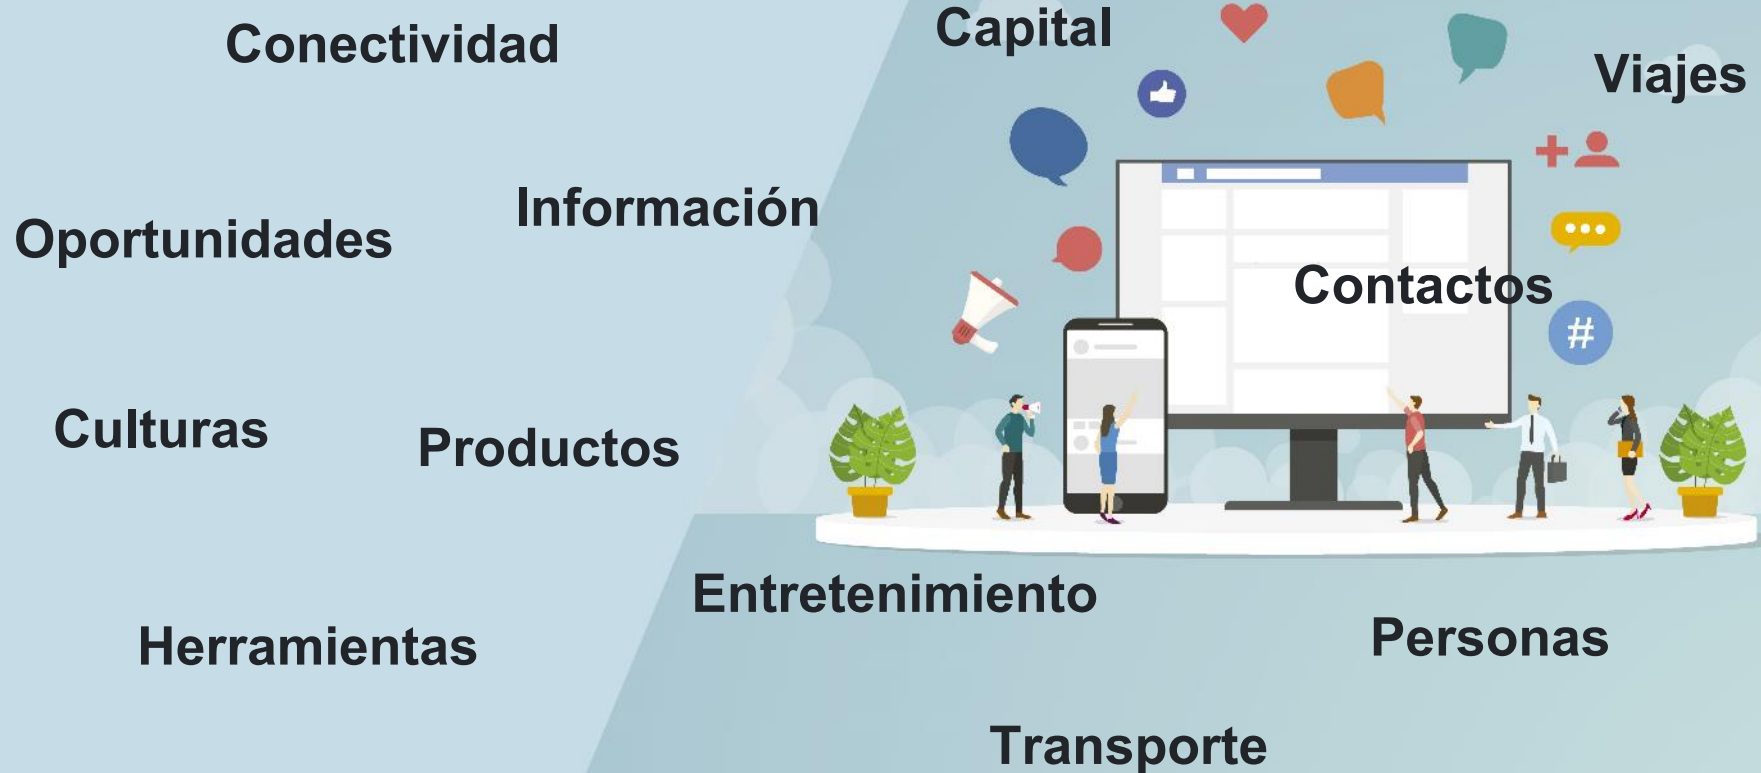 Conectividad
Capital
Viajes
Información
Oportunidades
Contactos
#
Culturas
Productos
Entretenimiento
Herramientas
Personas
Transporte